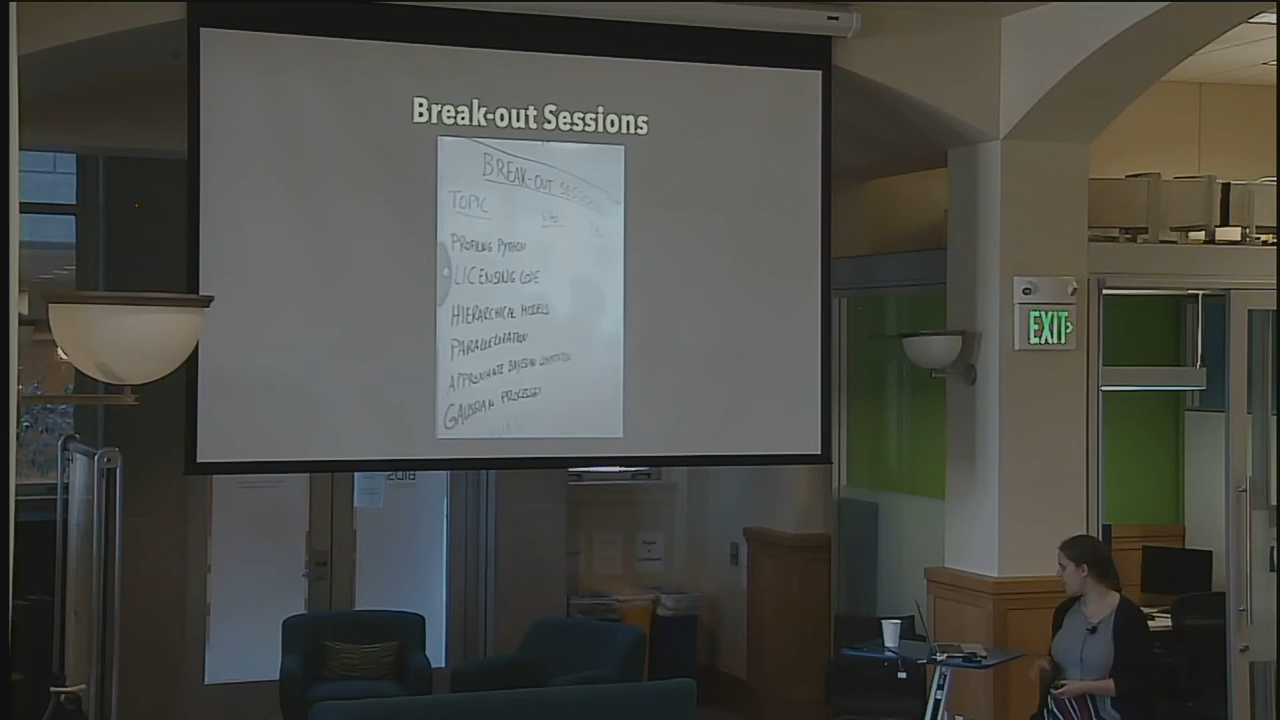 Break-out Sessions
BREAK-OUT SESSIONS
TOPIC
WHO
PROFILING PYTHON
LICENSING CODE
HIERARCHICAL MODELS
PARALLELIZATION
APPROXIMATE BAYESIAN COMPUTATION
GAUSSIAN PROCESSES
EXIT